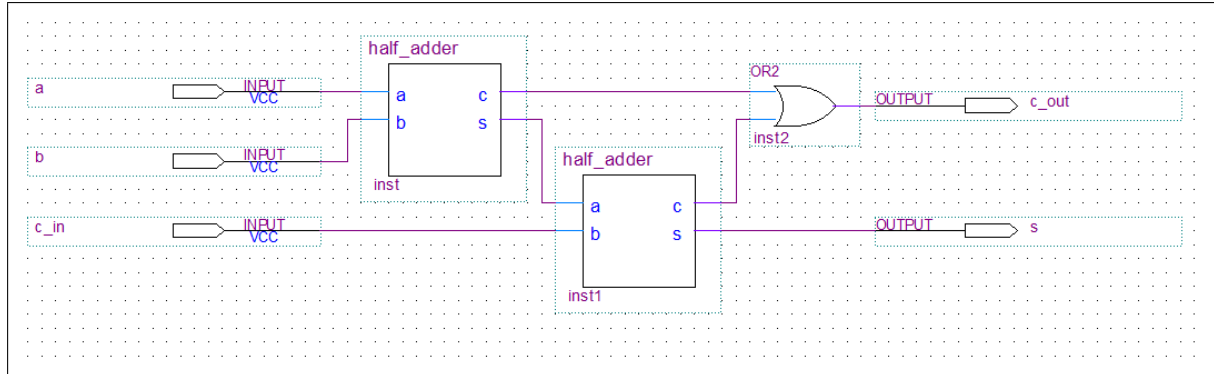 half_adder
a
INPUT
VCC
a
c
b
s
inst
b
INPUT
VCC
OR2
inst2
OUTPUT
c_out
half_adder
a
c
b
s
inst1
c_in
INPUT
VCC
OUTPUT
s